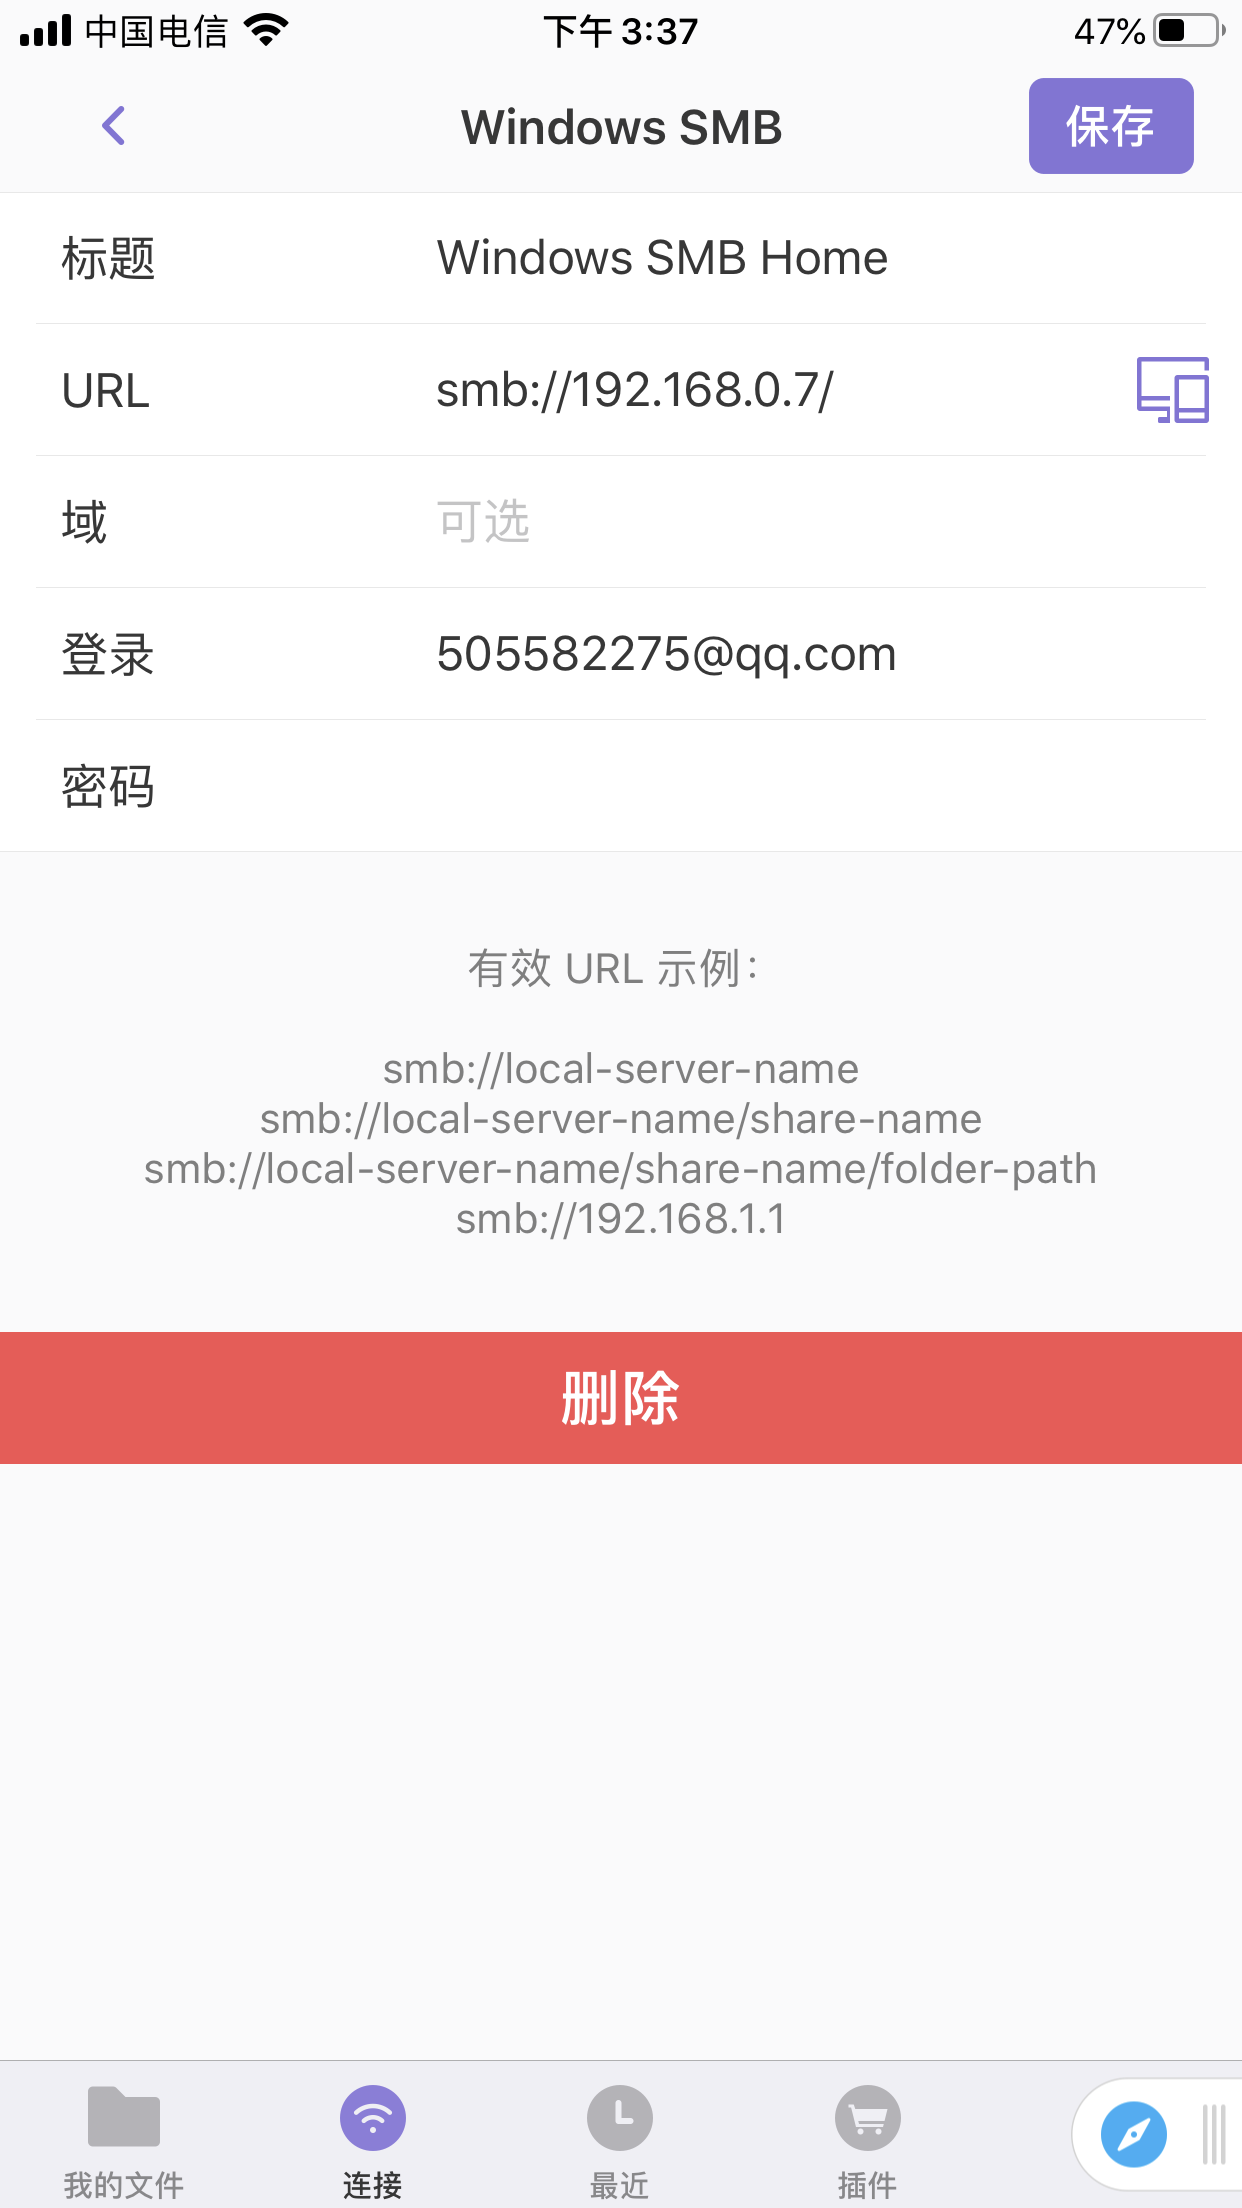 中国电信 下午 3:37 47%
Windows SMB 保存
标题 Windows SMB Home
URL smb://192.168.0.7/
域 可选
登录 505582275@qq.com
密码
有效 URL 示例：
smb://local-server-name
smb://local-server-name/share-name
smb://local-server-name/share-name/folder-path
smb://192.168.1.1
删除
我的文件 连接 最近 插件